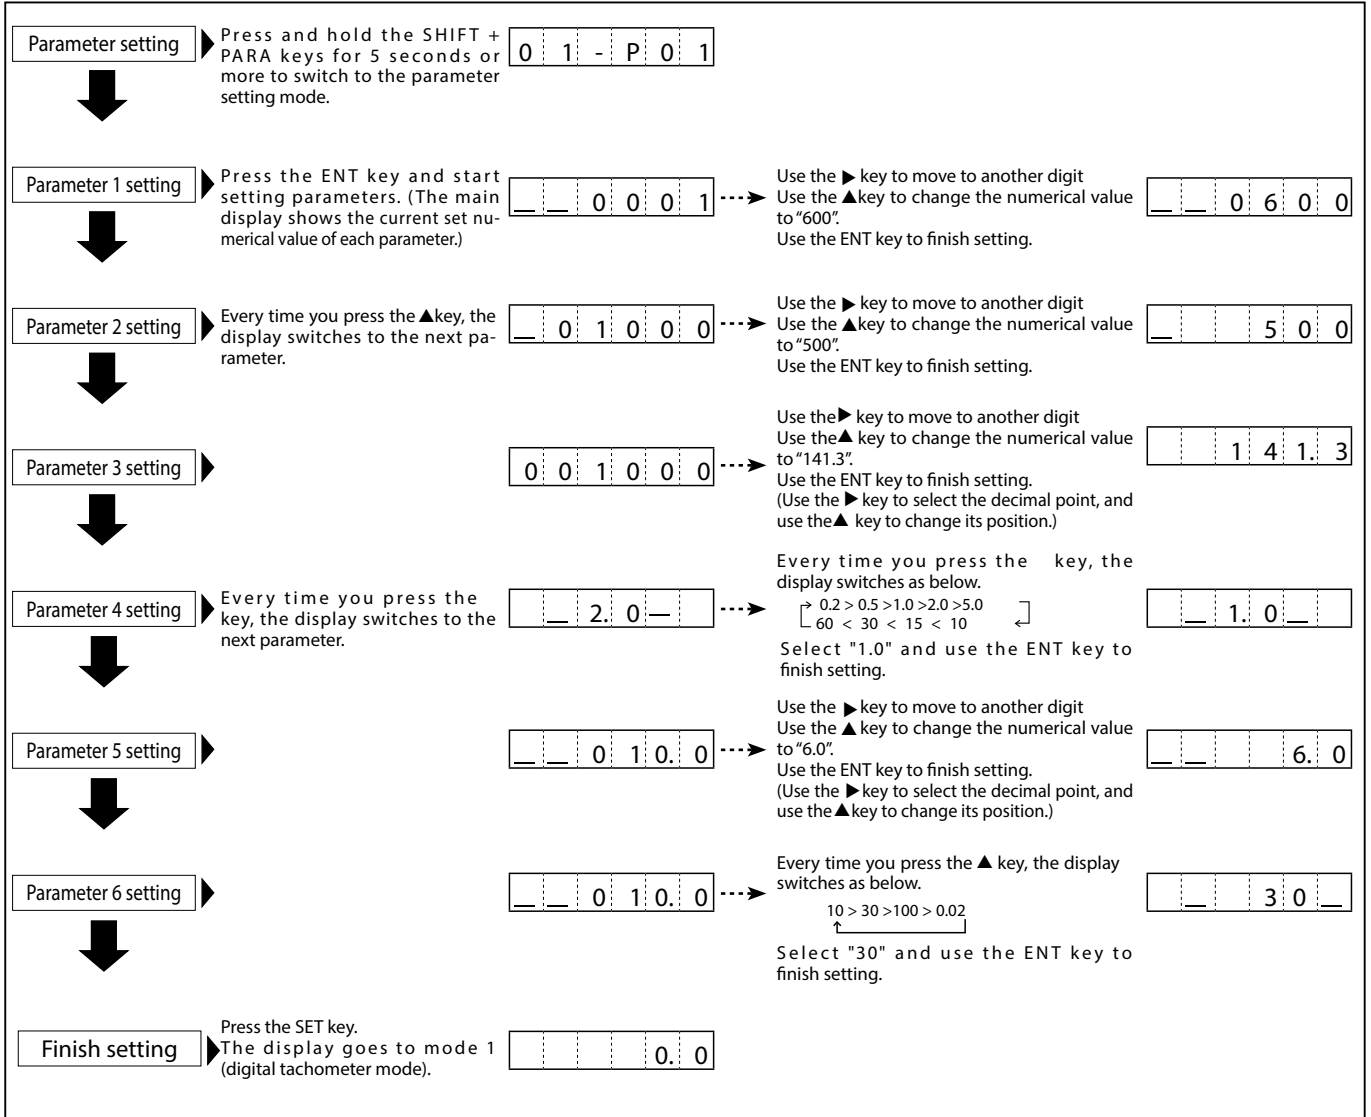 Parameter setting
Press and hold the SHIFT +
PARA keys for 5 seconds or
more to switch to the parameter
setting mode.
0 1 - P 0 1
Parameter 1 setting
Press the ENT key and start
setting parameters. (The main
display shows the current set nu-
merical value of each parameter.)
_ _ 0 0 0 1
Use the ▶ key to move to another digit
Use the ▲key to change the numerical value
to “600”.
Use the ENT key to finish setting.
_ _ 0 6 0 0
Parameter 2 setting
Every time you press the ▲key, the
display switches to the next pa-
rameter.
_ 0 1 0 0 0
Use the ▶ key to move to another digit
Use the ▲key to change the numerical value
to “500”.
Use the ENT key to finish setting.
_ 5 0 0
Parameter 3 setting
0 0 1 0 0 0
Use the▶ key to move to another digit
Use the▲ key to change the numerical value
to “141.3”.
Use the ENT key to finish setting.
(Use the ▶ key to select the decimal point, and
use the▲ key to change its position.)
1 4 1. 3
Parameter 4 setting
Every time you press the
key, the display switches to the
next parameter.
_ 2. 0 —
Every time you press the key, the
display switches as below.
0.2 > 0.5 >1.0 >2.0 >5.0
60 < 30 < 15 < 10
Select "1.0" and use the ENT key to
finish setting.
_ 1. 0 _
Parameter 5 setting
_ _ 0 1 0. 0
Use the ▶ key to move to another digit
Use the ▲ key to change the numerical value
to “6.0”.
Use the ENT key to finish setting.
(Use the ▶ key to select the decimal point, and
use the ▲ key to change its position.)
_ _ 6. 0
Parameter 6 setting
_ _ 0 1 0. 0
Every time you press the ▲ key, the display
switches as below.
10 > 30 >100 > 0.02
Select "30" and use the ENT key to
finish setting.
_ 3 0 _
Finish setting
Press the SET key.
The display goes to mode 1
(digital tachometer mode).
0. 0